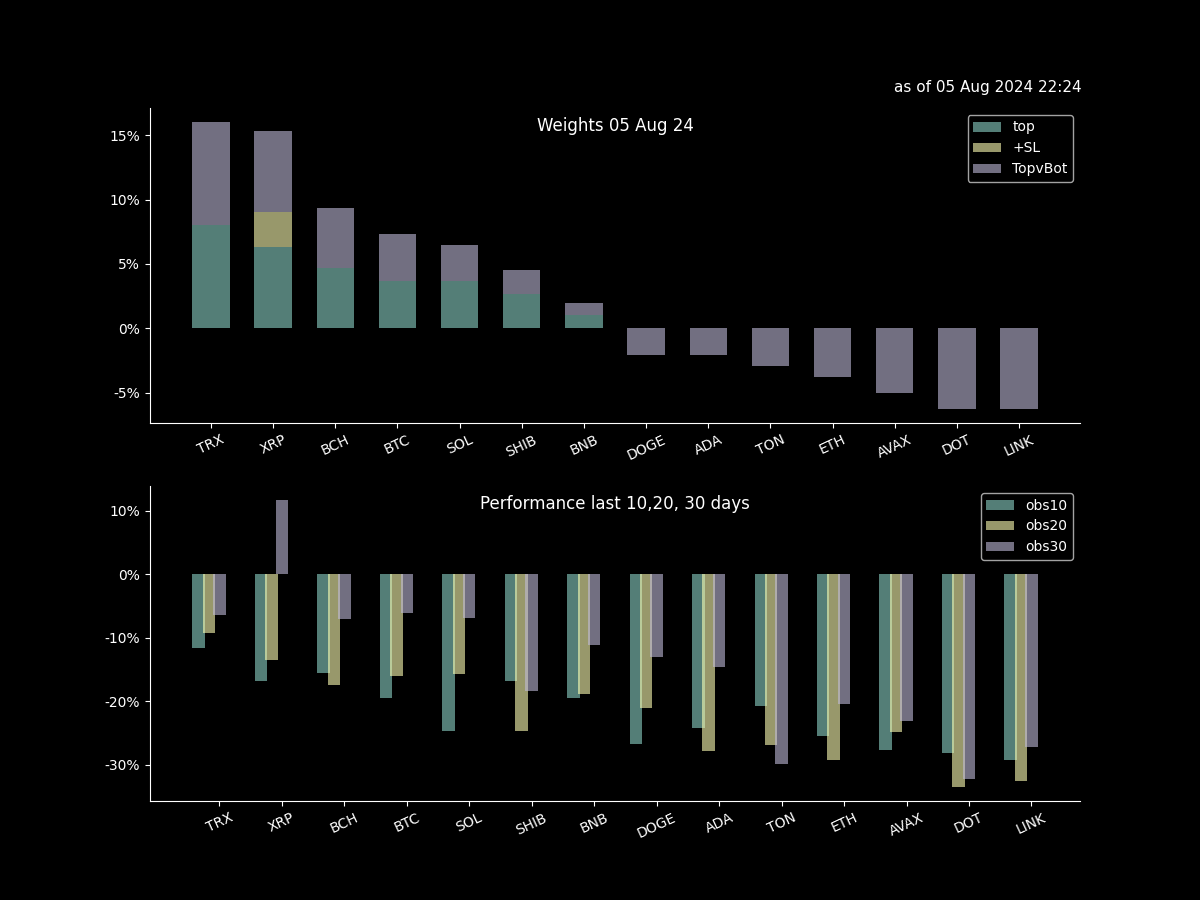 as of 05 Aug 2024 22:24
Weights 05 Aug 24
top
+SL
TopvBot
15%
10%
5%
0%
-5%
TRX XRP BCH BTC SOL SHIB BNB DOGE ADA TON ETH AVAX DOT LINK
Performance last 10,20, 30 days
obs10
obs20
obs30
10%
0%
-10%
-20%
-30%
TRX XRP BCH BTC SOL SHIB BNB DOGE ADA TON ETH AVAX DOT LINK